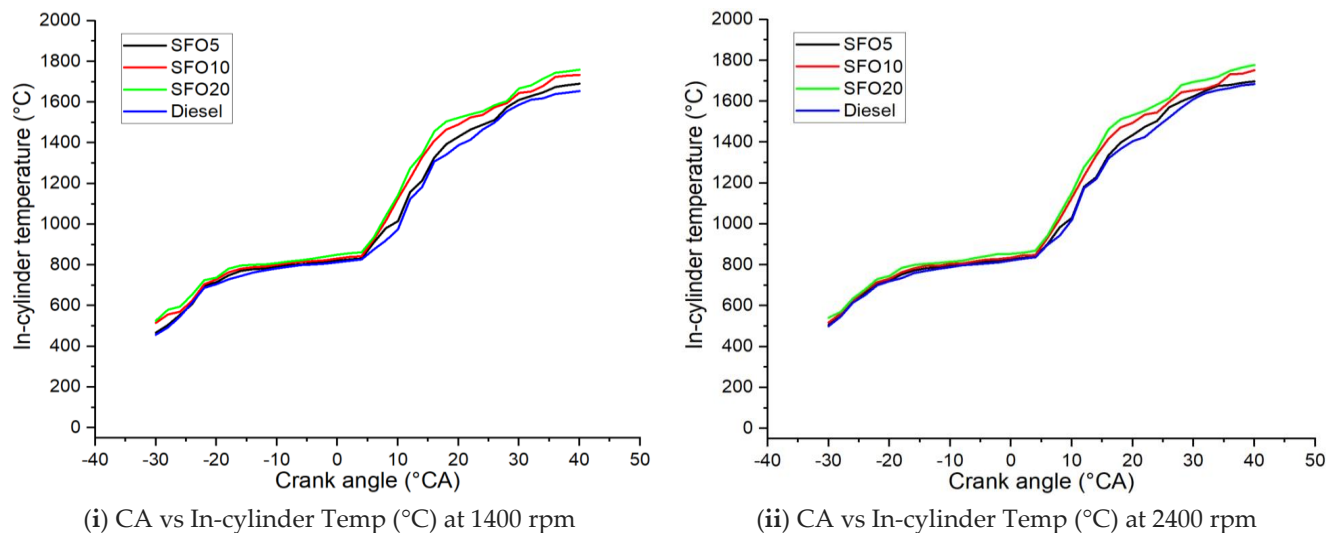 2000
1800
1600
1400
1200
1000
800
600
400
200
0
In-cylinder temperature (°C)
SFO5
SFO10
SFO20
Diesel
-40 -30 -20 -10 0 10 20 30 40 50
Crank angle (°CA)
(i) CA vs In-cylinder Temp (°C) at 1400 rpm
2000
1800
1600
1400
1200
1000
800
600
400
200
0
In-cylinder temperature (°C)
SFO5
SFO10
SFO20
Diesel
-40 -30 -20 -10 0 10 20 30 40 50
Crank angle (°CA)
(ii) CA vs In-cylinder Temp (°C) at 2400 rpm